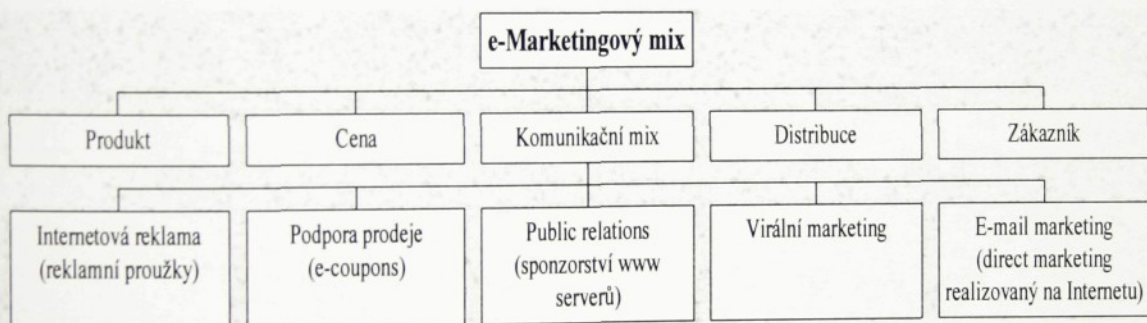 e-Marketingový mix
Produkt
Cena
Komunikační mix
Distribuce
Zákazník
Internetová reklama
(reklamní proužky)
Podpora prodeje
(e-coupons)
Public relations
(sponzorství www
serverů)
Virální marketing
E-mail marketing
(direct marketing
realizovaný na Internetu)